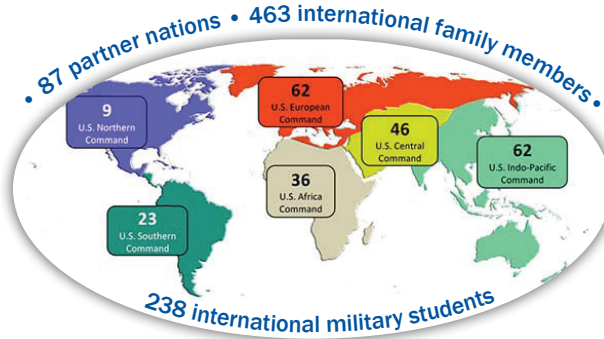 • 87 partner nations • 463 international family members •
9
U.S. Northern
Command
62
U.S. European
Command
46
U.S. Central
Command
62
U.S. Indo-Pacific
Command
36
U.S. Africa
Command
23
U.S. Southern
Command
238 international military students